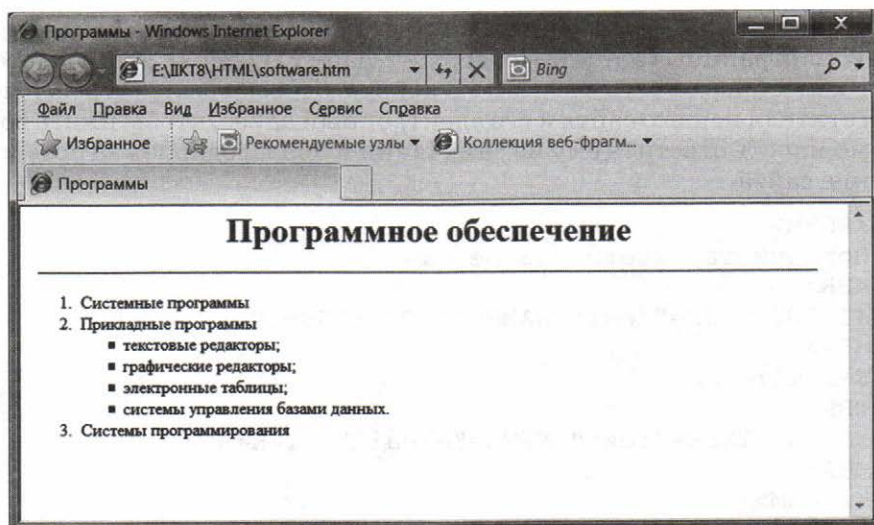 Программы - Windows Internet Explorer
E:\IIKT8\HTML\software.htm
Bing
Файл Правка Вид Избранное Сервис Справка
Избранное Рекомендуемые узлы Коллекция веб-фрагм...
Программы
Программное обеспечение
1. Системные программы
2. Прикладные программы
■ текстовые редакторы;
■ графические редакторы;
■ электронные таблицы;
■ системы управления базами данных.
3. Системы программирования